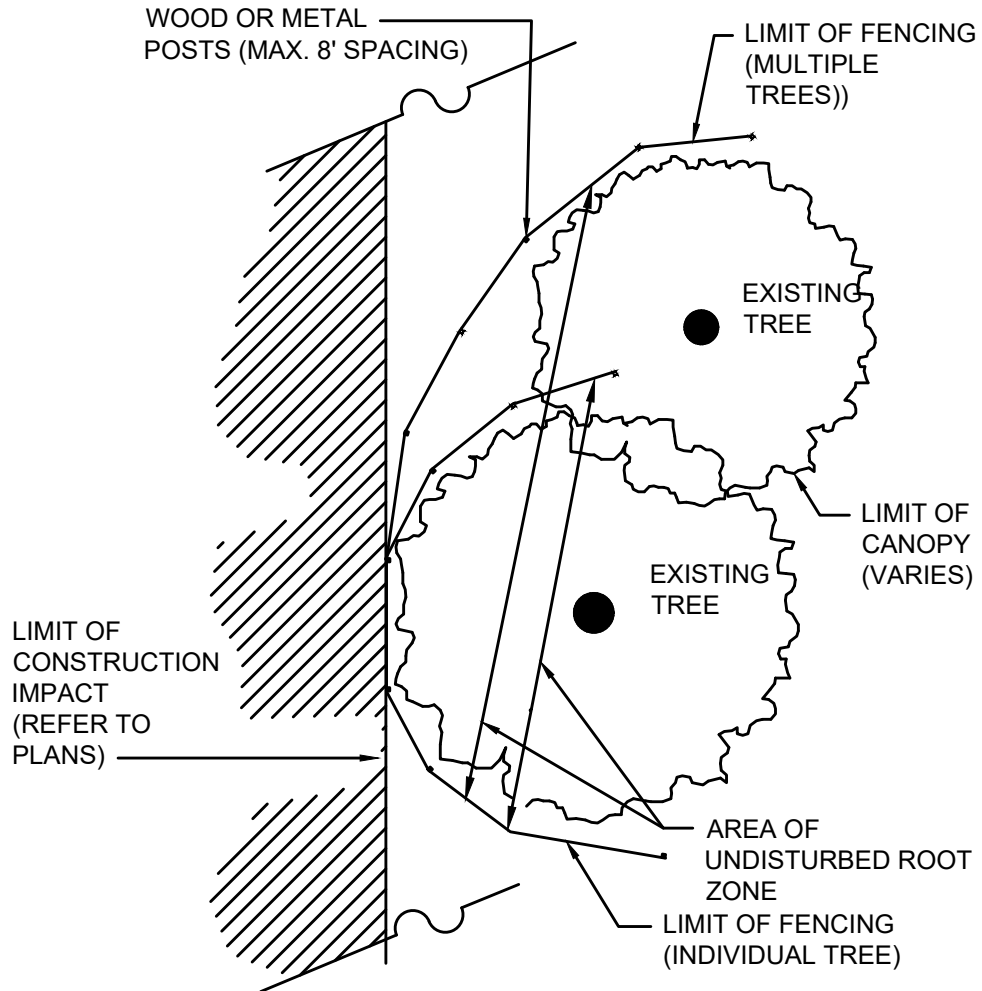 WOOD OR METAL
POSTS (MAX. 8' SPACING)
LIMIT OF FENCING
(MULTIPLE
TREES))
EXISTING
TREE
LIMIT OF
CANOPY
(VARIES)
EXISTING
TREE
LIMIT OF
CONSTRUCTION
IMPACT
(REFER TO
PLANS)
AREA OF
UNDISTURBED ROOT
ZONE
LIMIT OF FENCING
(INDIVIDUAL TREE)